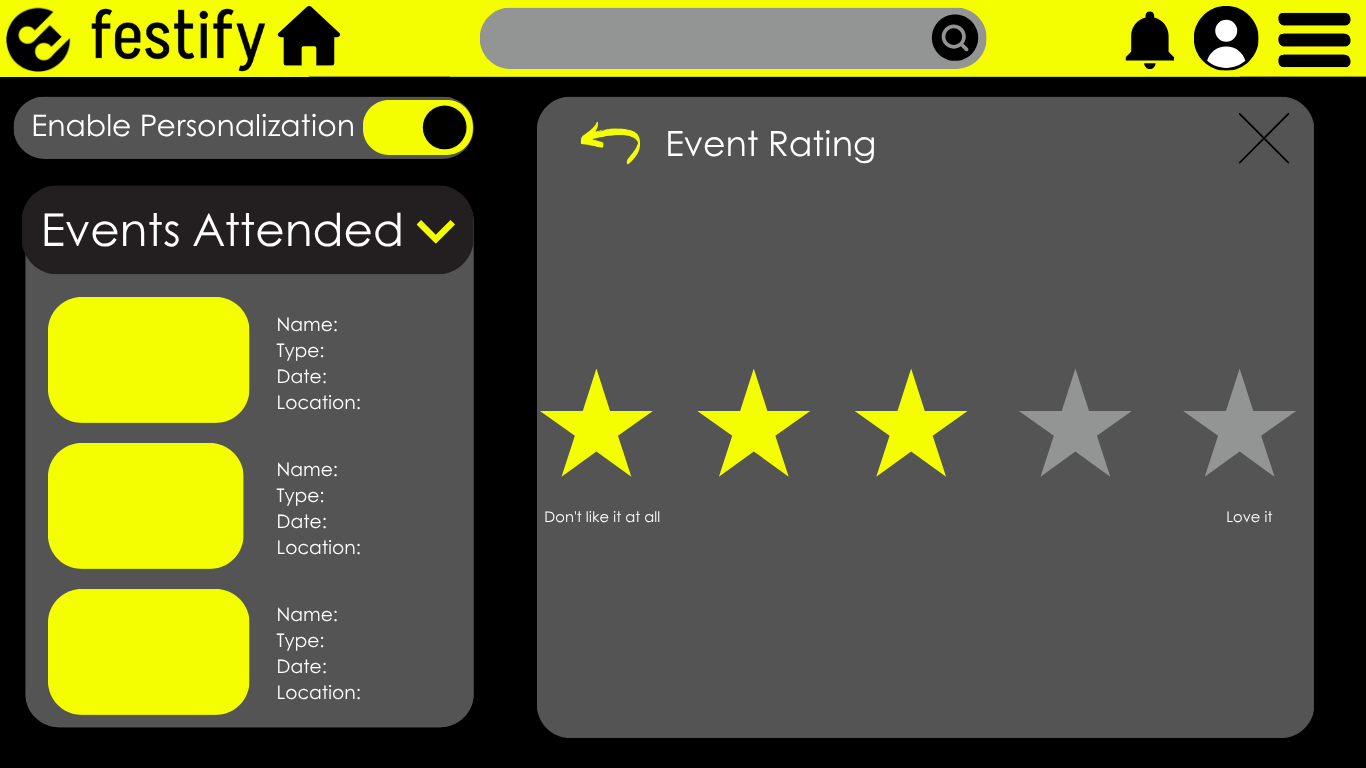 festify
Enable Personalization
Events Attended
Name:
Type:
Date:
Location:
Name:
Type:
Date:
Location:
Name:
Type:
Date:
Location:
Event Rating
Don't like it at all
Love it